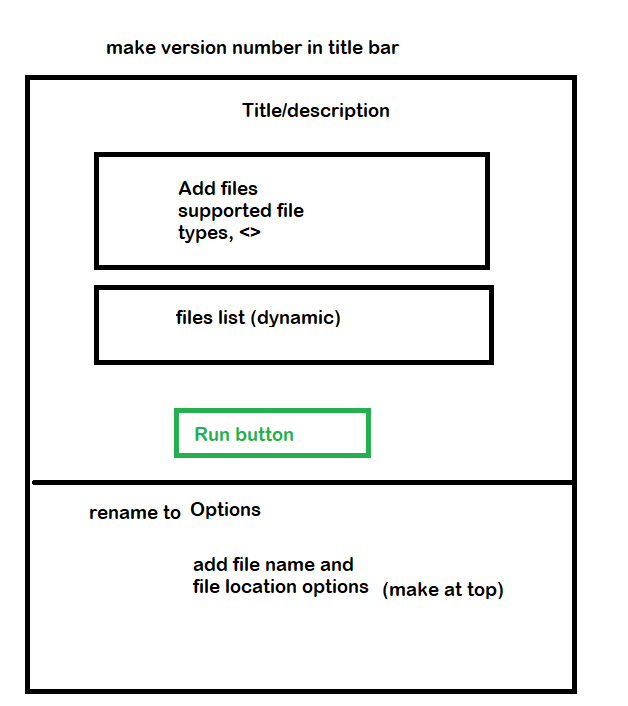 make version number in title bar
Title/description
Add files
supported file
types, <>
files list (dynamic)
Run button
rename to Options
add file name and
file location options (make at top)